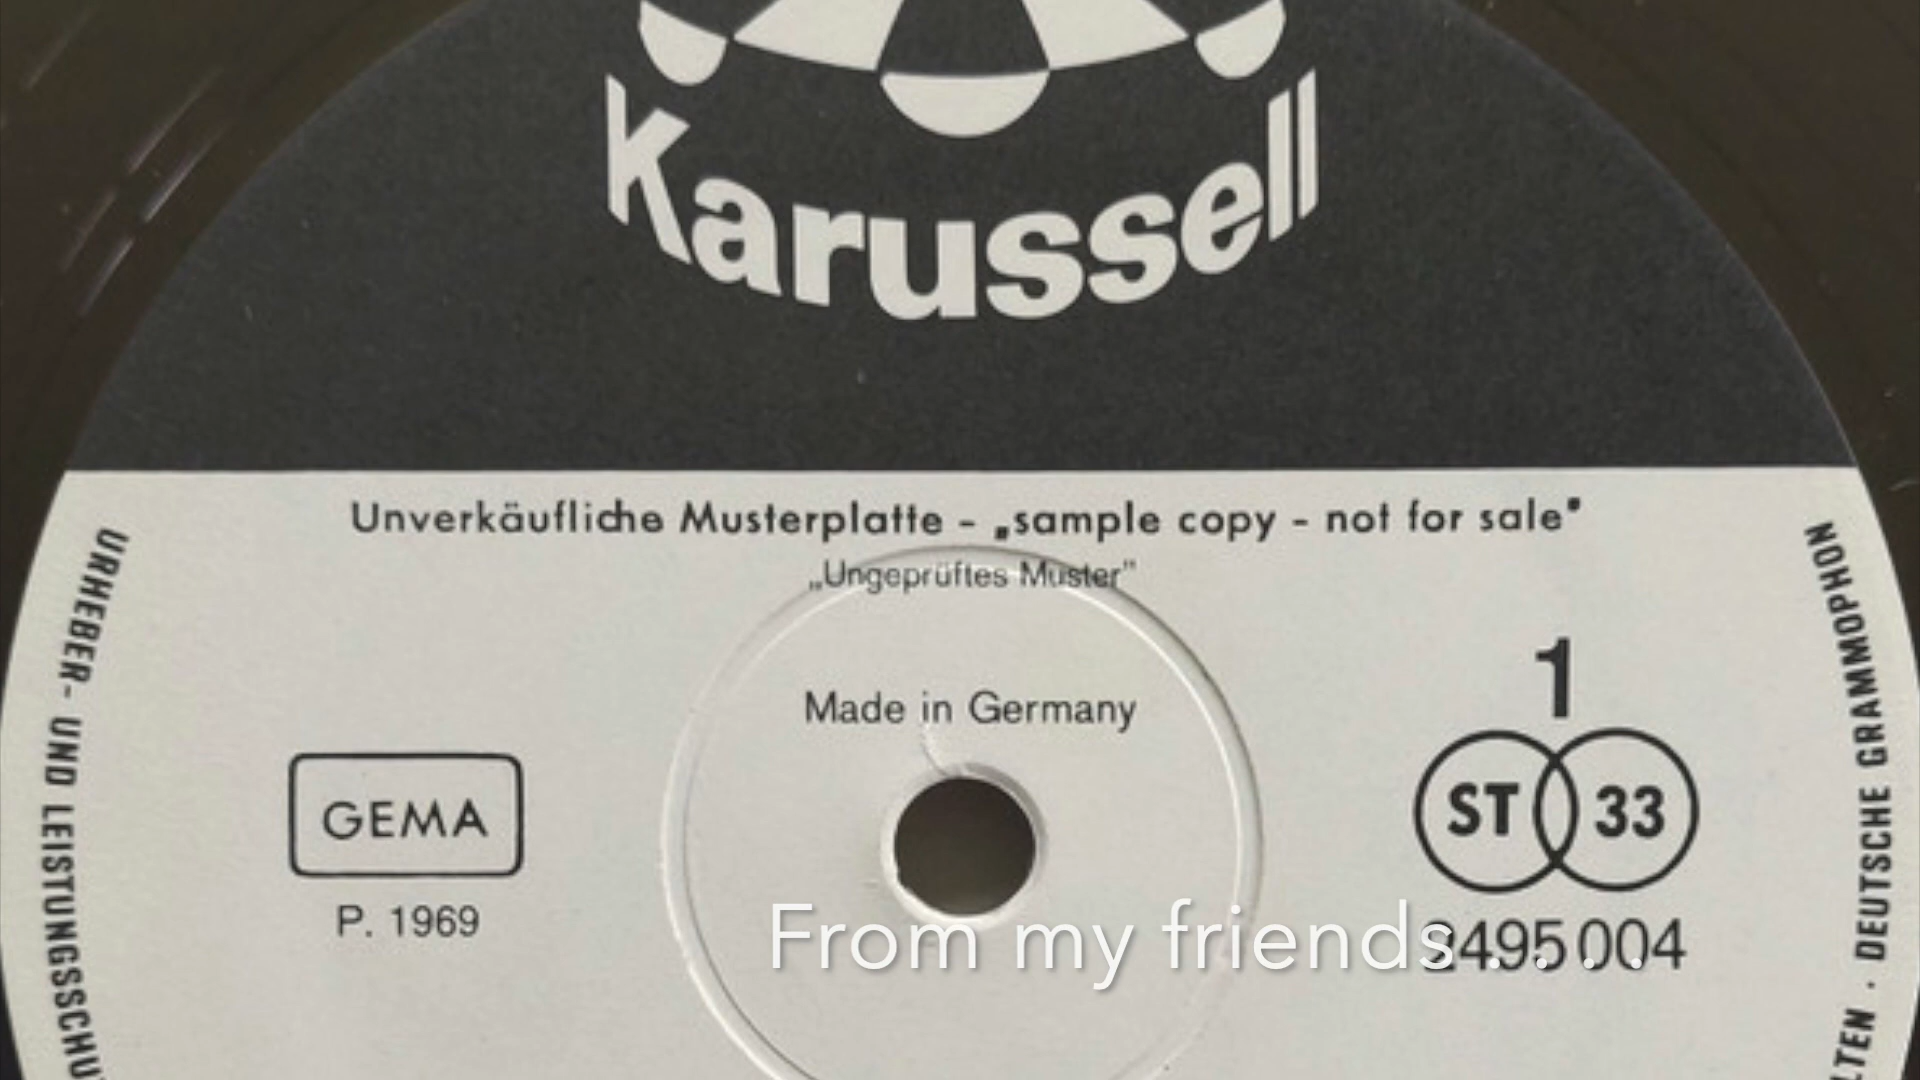 Karussell
Unverkäufliche Musterplatte - „sample copy - not for sale"
„Ungeprüftes Muster"
Made in Germany
1
ST 33
2495 004
GEMA
P. 1969
URHEBER- UND LEISTUNGSSCHU
DEUTSCHE GRAMMOPHON
From my friends . . . .